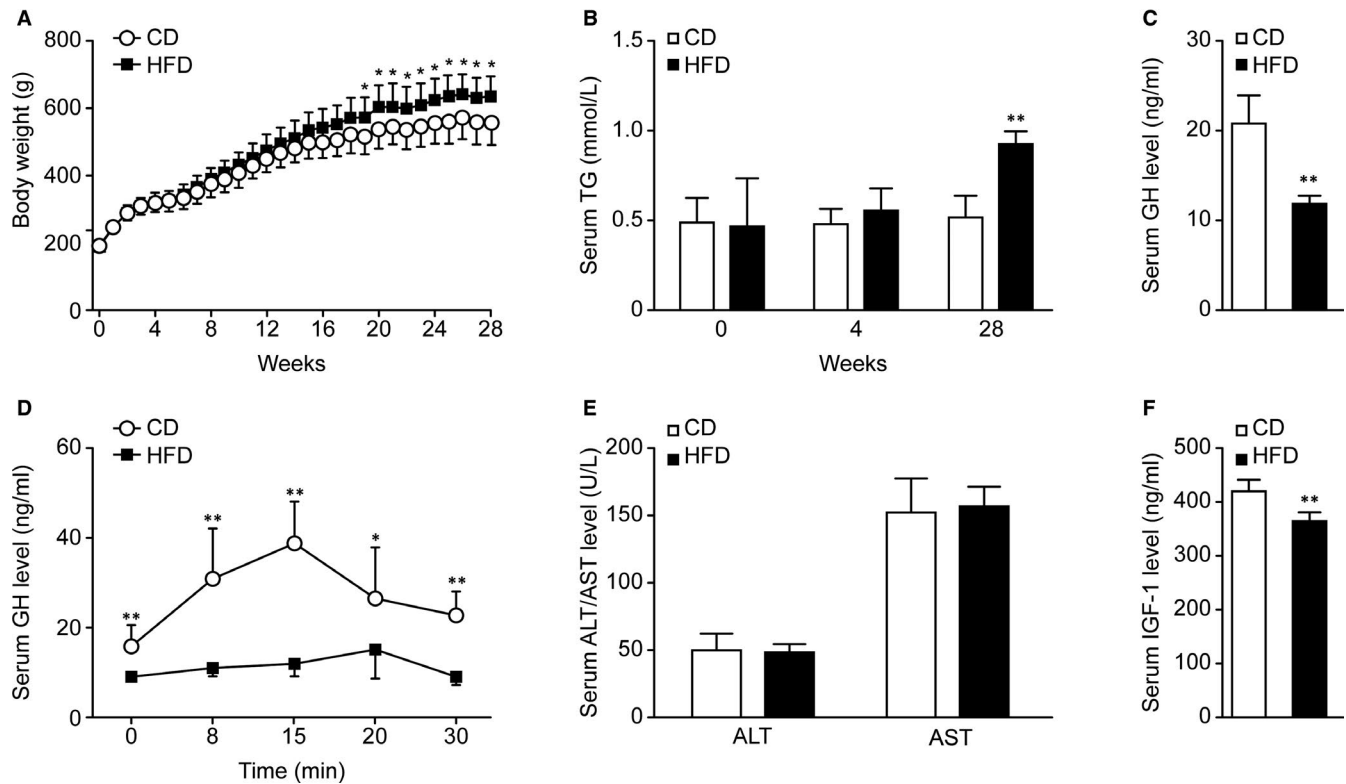 A
CD
HFD
Body weight (g)
800
600
400
200
0
* * * * * * * * * *
0 4 8 12 16 20 24 28
Weeks
B
CD
HFD
Serum TG (mmol/L)
1.5
1.0
0.5
0
**
0 4 28
Weeks
C
CD
HFD
Serum GH level (ng/ml)
30
20
10
0
**
D
CD
HFD
Serum GH level (ng/ml)
60
40
20
0
** ** ** * **
0 8 15 20 30
Time (min)
E
CD
HFD
Serum ALT/AST level (U/L)
200
150
100
50
0
ALT AST
F
CD
HFD
Serum IGF-1 level (ng/ml)
500
400
300
200
100
0
**